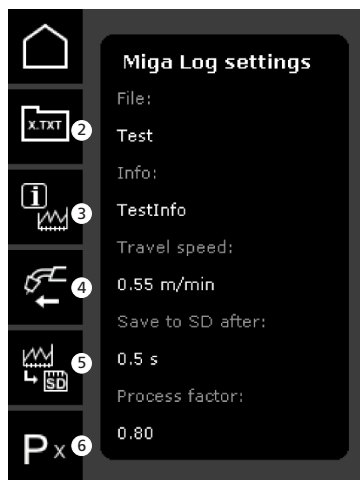 Miga Log settings
File:
X.TXT
2
Test
Info:
i
3
TestInfo
Travel speed:
4
0.55 m/min
Save to SD after:
SD
5
0.5 s
Process factor:
Px
6
0.80